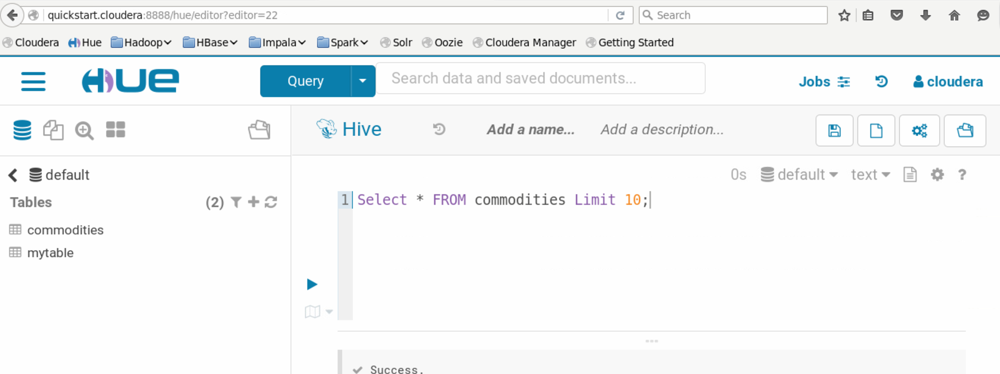 quickstart.cloudera:8888/hue/editor?editor=22 Search
Cloudera Hue Hadoop HBase Impala Spark Solr Oozie Cloudera Manager Getting Started
HUE Query Search data and saved documents... Jobs cloudera
Hive Add a name... Add a description...
default
0s default text ?
Tables (2)
1 Select * FROM commodities Limit 10;
commodities
mytable
Success.